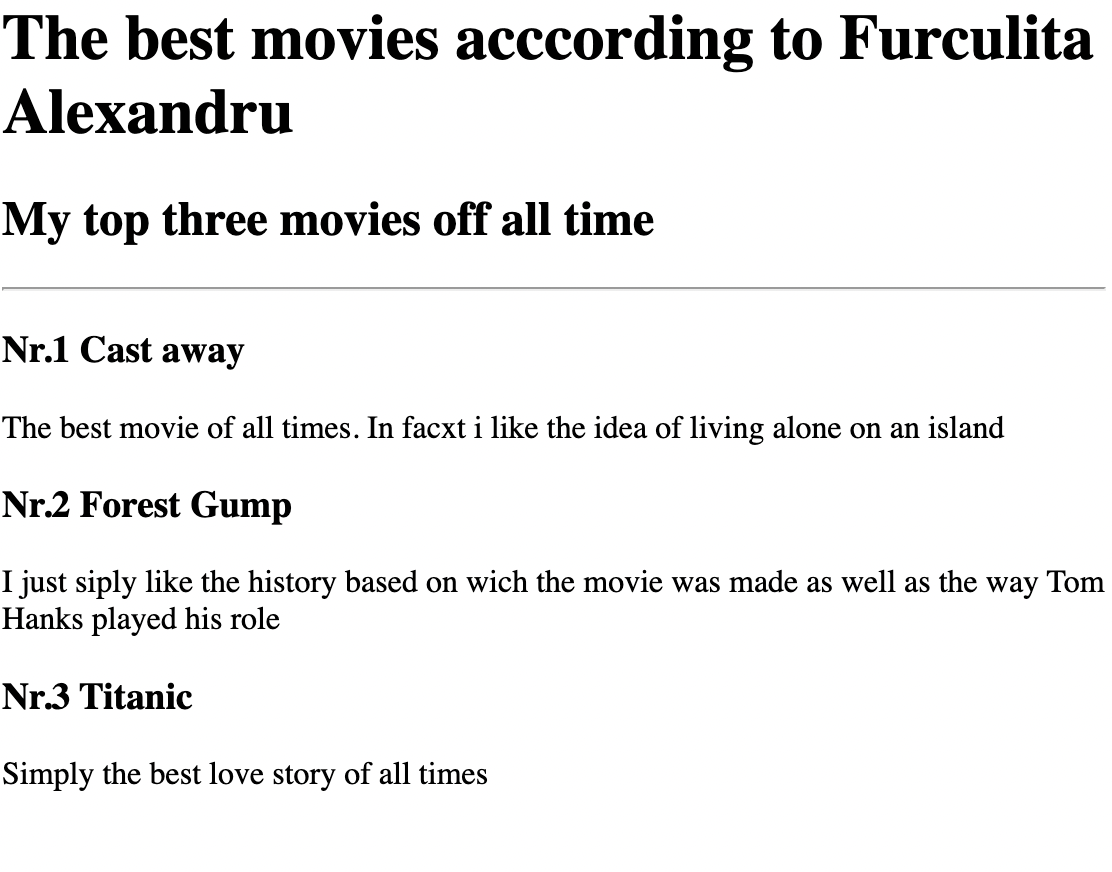 The best movies acccording to Furculita
Alexandru
My top three movies off all time
Nr.1 Cast away
The best movie of all times. In facxt i like the idea of living alone on an island
Nr.2 Forest Gump
I just siply like the history based on wich the movie was made as well as the way Tom
Hanks played his role
Nr.3 Titanic
Simply the best love story of all times